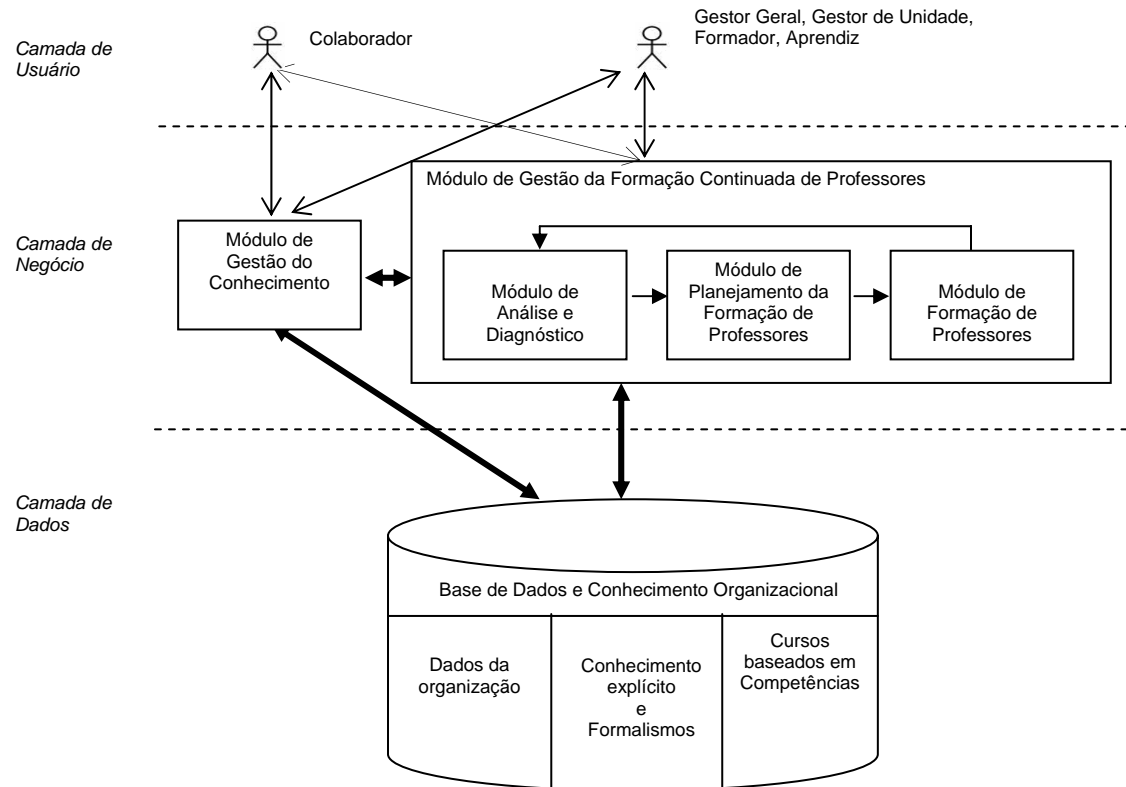 Camada de
Usuário
Colaborador
Gestor Geral, Gestor de Unidade,
Formador, Aprendiz
Camada de
Negócio
Módulo de
Gestão do
Conhecimento
Módulo de Gestão da Formação Continuada de Professores
Módulo de
Análise e
Diagnóstico
Módulo de
Planejamento da
Formação de
Professores
Módulo de
Formação de
Professores
Camada de
Dados
Base de Dados e Conhecimento Organizacional
Dados da
organização
Conhecimento
explícito
e
Formalismos
Cursos
baseados em
Competências